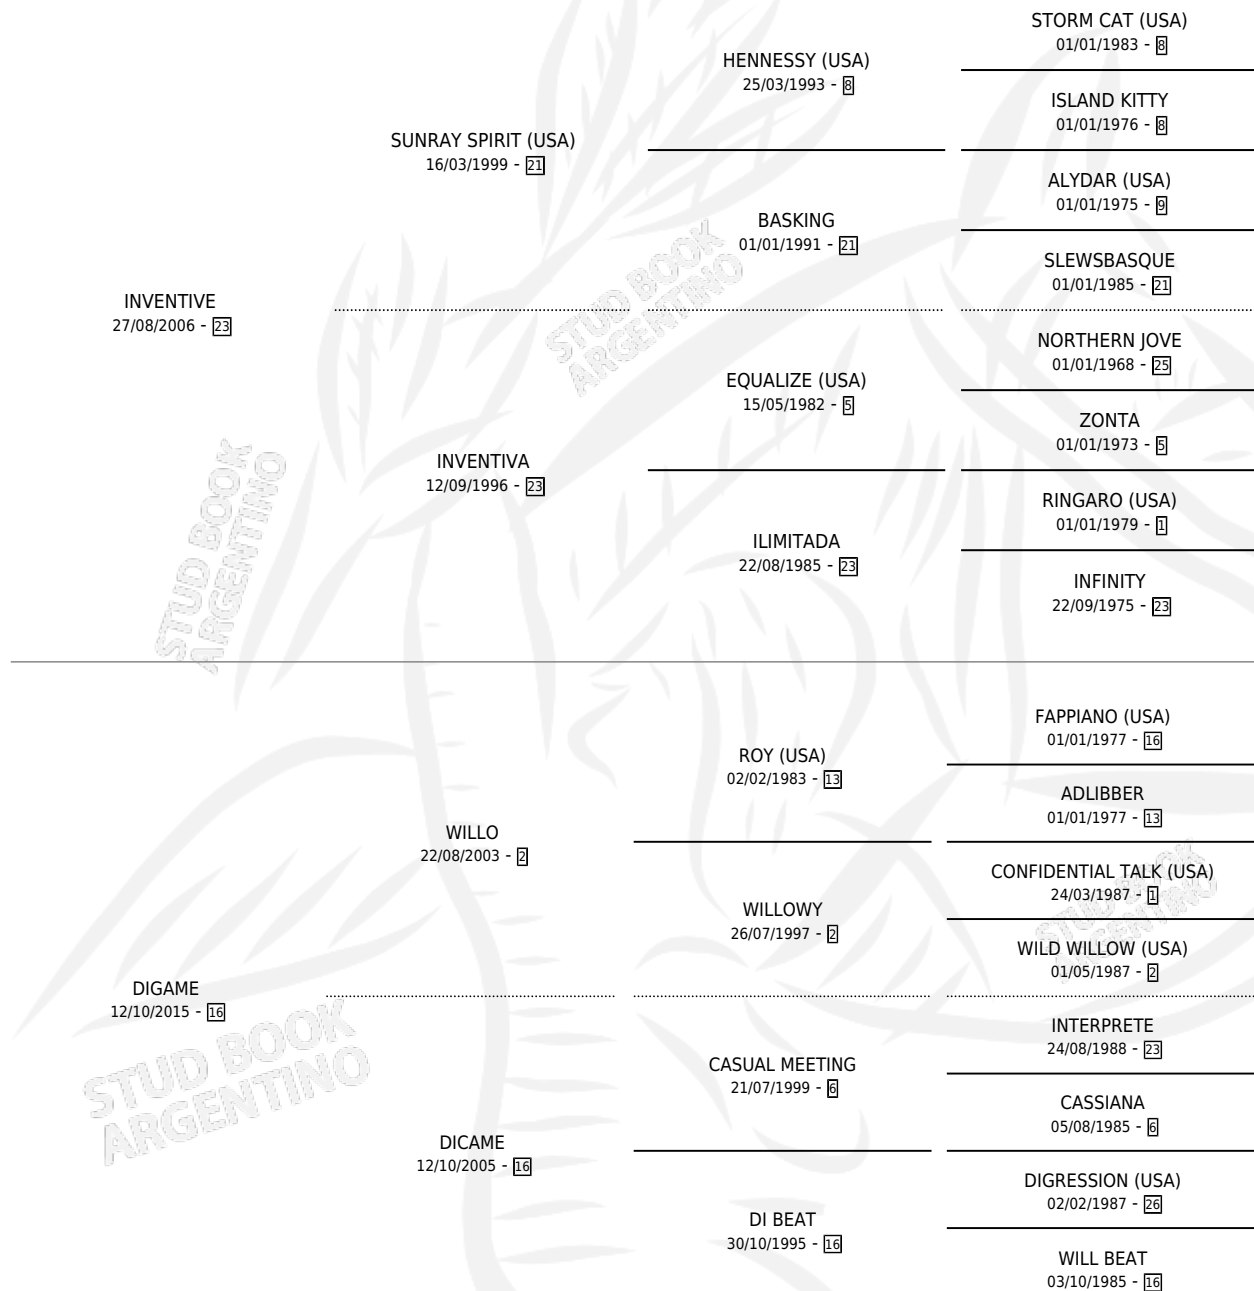 STORM CAT (USA)
01/01/1983 - 8
HENNESSY (USA)
25/03/1993 - 8
ISLAND KITTY
01/01/1976 - 8
SUNRAY SPIRIT (USA)
16/03/1999 - 21
ALYDAR (USA)
01/01/1975 - 9
BASKING
01/01/1991 - 21
SLEWSBASQUE
01/01/1985 - 21
INVENTIVE
27/08/2006 - 23
STUD BOOK
ARGENTINO
NORTHERN JOVE
01/01/1968 - 25
EQUALIZE (USA)
15/05/1982 - 5
ZONTA
01/01/1973 - 5
INVENTIVA
12/09/1996 - 23
RINGARO (USA)
01/01/1979 - 1
ILIMITADA
22/08/1985 - 23
INFINITY
22/09/1975 - 23
STUD BOOK
ARGENTINO
FAPPIANO (USA)
01/01/1977 - 16
ROY (USA)
02/02/1983 - 13
ADLIBBER
01/01/1977 - 13
WILLO
22/08/2003 - 2
CONFIDENTIAL TALK (USA)
24/03/1987 - 1
WILLOWY
26/07/1997 - 2
STUD BOOK
ARGENTINO
WILD WILLOW (USA)
01/05/1987 - 2
DIGAME
12/10/2015 - 16
INTERPRETE
24/08/1988 - 23
CASUAL MEETING
21/07/1999 - 6
STUD BOOK
ARGENTINO
CASSIANA
05/08/1985 - 6
DICAME
12/10/2005 - 16
DIGRESSION (USA)
02/02/1987 - 26
DI BEAT
30/10/1995 - 16
WILL BEAT
03/10/1985 - 16